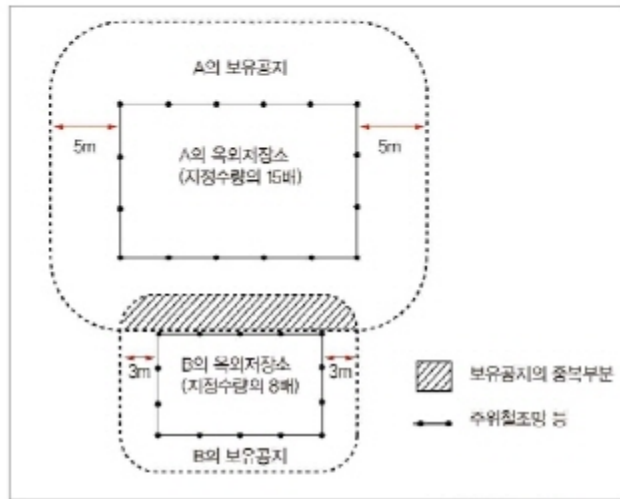 A의 보유공지
5m
5m
A의 옥외저장소
(지정수량의 15배)
3m
3m
B의 옥외저장소
(지정수량의 8배)
B의 보유공지
보유공지의 중복부분
주위철조망 등